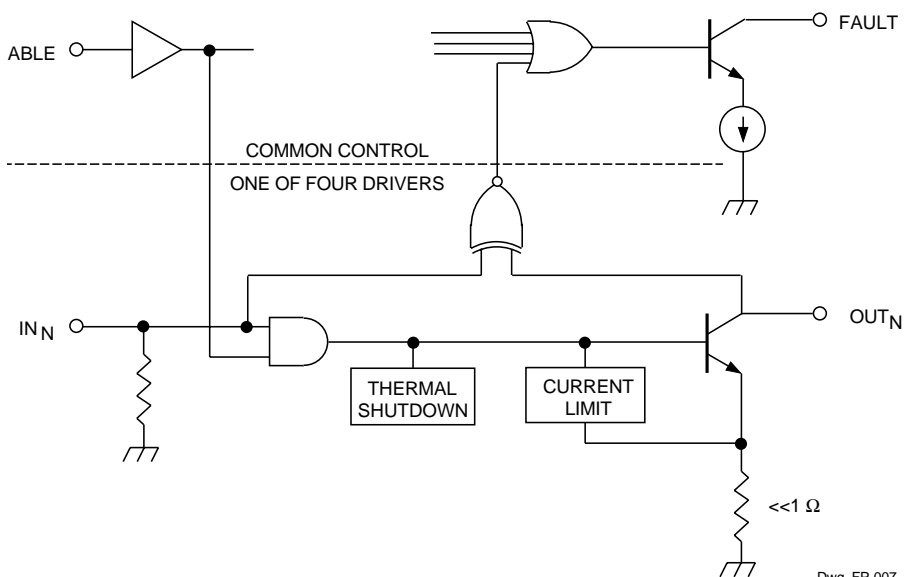 FAULT
ABLE
COMMON CONTROL
ONE OF FOUR DRIVERS
IN N
OUT N
THERMAL
SHUTDOWN
CURRENT
LIMIT
<<1 Ω